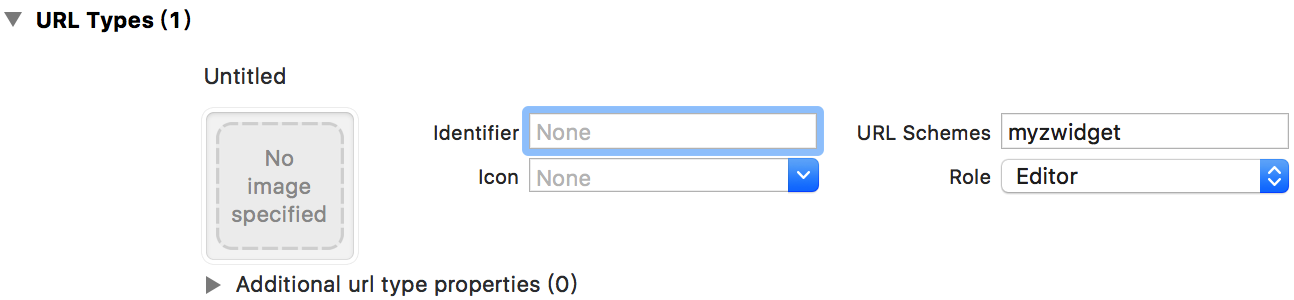 URL Types (1)
Untitled
No
image
specified
Identifier None
URL Schemes myzwidget
Icon None
Role Editor
Additional url type properties (0)